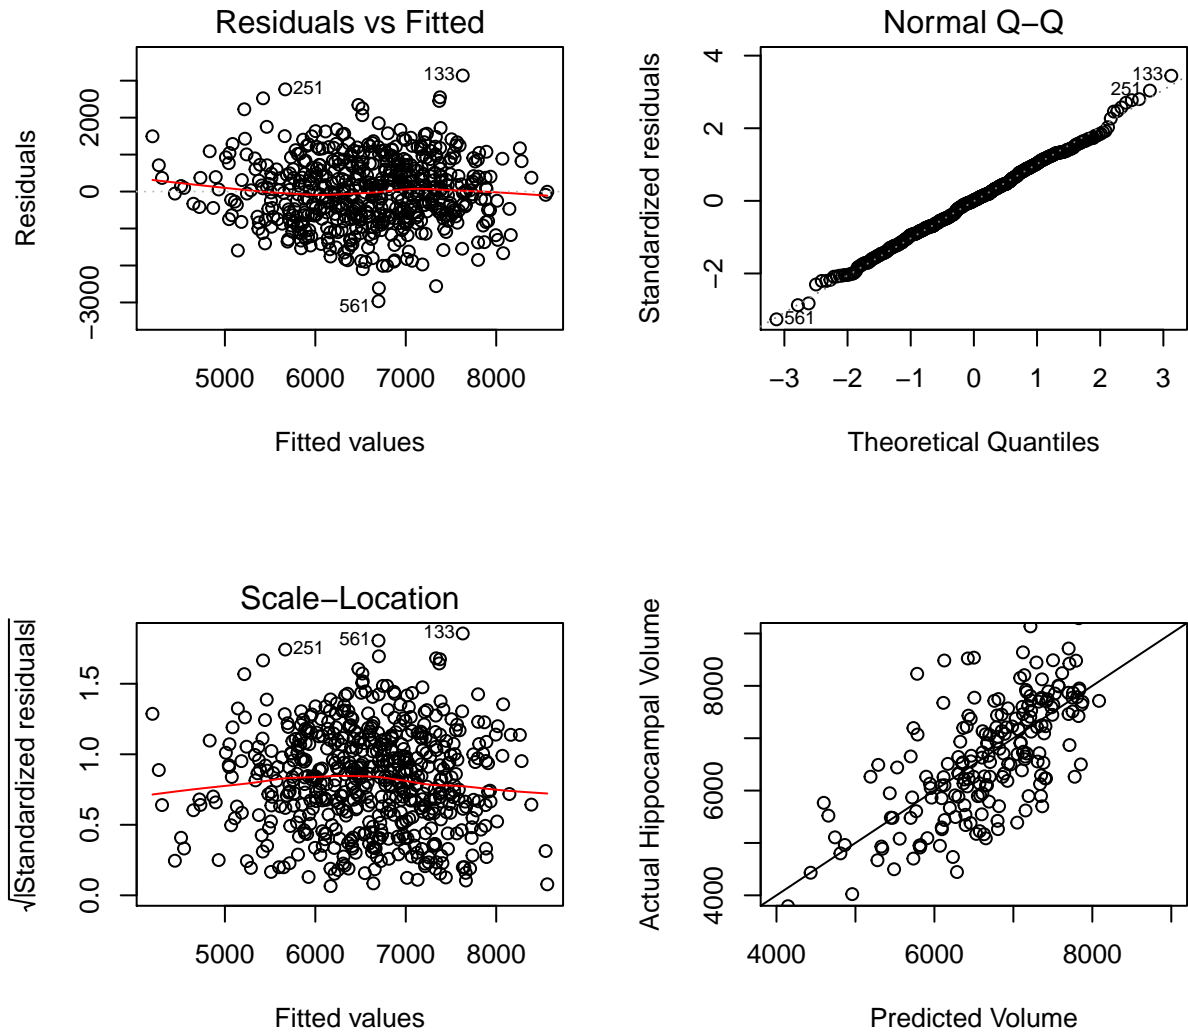 Residuals vs Fitted
Residuals
2000
0
−3000
251
133
561
5000 6000 7000 8000
Fitted values
Normal Q−Q
Standardized residuals
4
2
0
−2
133
251
561
−3 −2 −1 0 1 2 3
Theoretical Quantiles
Scale−Location
√|Standardized residuals|
1.5
1.0
0.5
0.0
251
561
133
5000 6000 7000 8000
Fitted values
Actual Hippocampal Volume
8000
6000
4000
4000 6000 8000
Predicted Volume